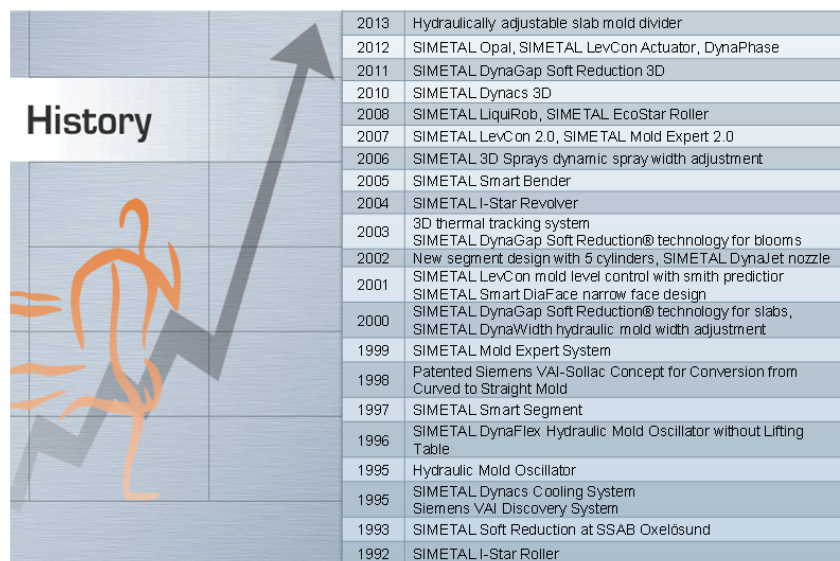 History
2013 Hydraulically adjustable slab mold divider
2012 SIMETAL Opal, SIMETAL LevCon Actuator, DynaPhase
2011 SIMETAL DynaGap Soft Reduction 3D
2010 SIMETAL Dynacs 3D
2008 SIMETAL LiquiRob, SIMETAL EcoStar Roller
2007 SIMETAL LevCon 2.0, SIMETAL Mold Expert 2.0
2006 SIMETAL 3D Sprays dynamic spray width adjustment
2005 SIMETAL Smart Bender
2004 SIMETAL I-Star Revolver
2003 3D thermal tracking system
SIMETAL DynaGap Soft Reduction® technology for blooms
2002 New segment design with 5 cylinders, SIMETAL DynaJet nozzle
2001 SIMETAL LevCon mold level control with smith predictior
SIMETAL Smart DiaFace narrow face design
2000 SIMETAL DynaGap Soft Reduction® technology for slabs,
SIMETAL DynaWidth hydraulic mold width adjustment
1999 SIMETAL Mold Expert System
1998 Patented Siemens VAI-Sollac Concept for Conversion from
Curved to Straight Mold
1997 SIMETAL Smart Segment
1996 SIMETAL DynaFlex Hydraulic Mold Oscillator without Lifting
Table
1995 Hydraulic Mold Oscillator
1995 SIMETAL Dynacs Cooling System
Siemens VAI Discovery System
1993 SIMETAL Soft Reduction at SSAB Oxelösund
1992 SIMETAL I-Star Roller